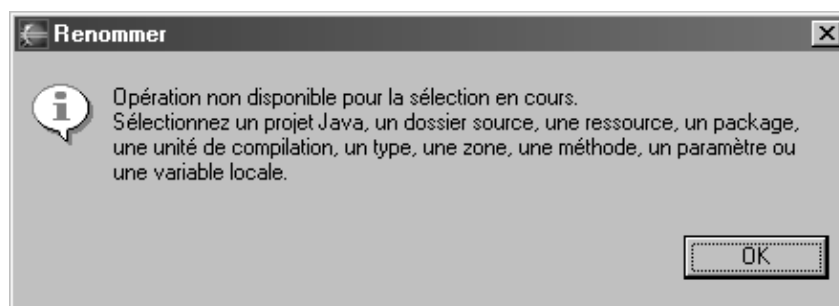 Renommer
Opération non disponible pour la sélection en cours.
Sélectionnez un projet Java, un dossier source, une ressource, un package,
une unité de compilation, un type, une zone, une méthode, un paramètre ou
une variable locale.
OK